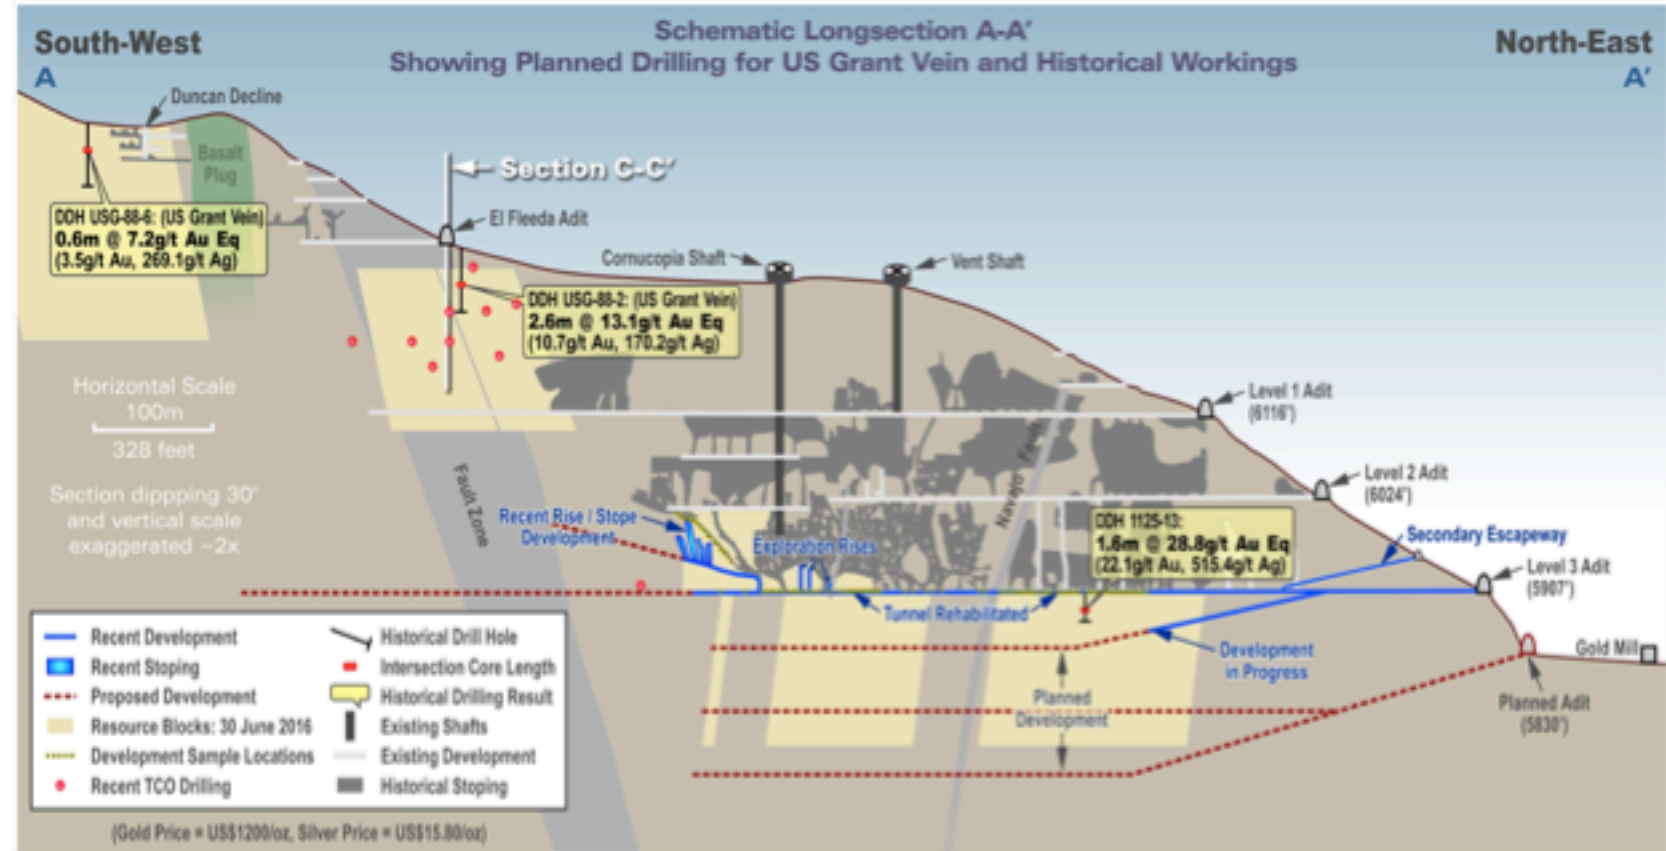 Schematic Longsection A-A'
Showing Planned Drilling for US Grant Vein and Historical Workings
South-West
A
North-East
A'
Duncan Decline
Basalt
Plug
Section C-C'
El Fleeda Adit
DDH USG-88-6: (US Grant Vein)
0.6m @ 7.2g/t Au Eq
(3.5g/t Au, 269.1g/t Ag)
Cornucopia Shaft
Vent Shaft
DDH USG-88-2: (US Grant Vein)
2.6m @ 13.1g/t Au Eq
(10.7g/t Au, 170.2g/t Ag)
Horizontal Scale
100m
328 feet
Section dippping 30°
and vertical scale
exaggerated ~2x
Level 1 Adit
(6116')
Level 2 Adit
(6024')
Fault Zone
Navajo Fault
Recent Rise / Stope
Development
Exploration Rises
DDH 1125-13:
1.6m @ 28.8g/t Au Eq
(22.1g/t Au, 515.4g/t Ag)
Secondary Escapeway
Level 3 Adit
(5907')
Tunnel Rehabilitated
Development
in Progress
Gold Mill
Planned
Development
Planned Adit
(5830')
Recent Development
Recent Stoping
Proposed Development
Resource Blocks: 30 June 2016
Development Sample Locations
Recent TCO Drilling
Historical Drill Hole
Intersection Core Length
Historical Drilling Result
Existing Shafts
Existing Development
Historical Stoping
(Gold Price = US$1200/oz, Silver Price = US$15.80/oz)